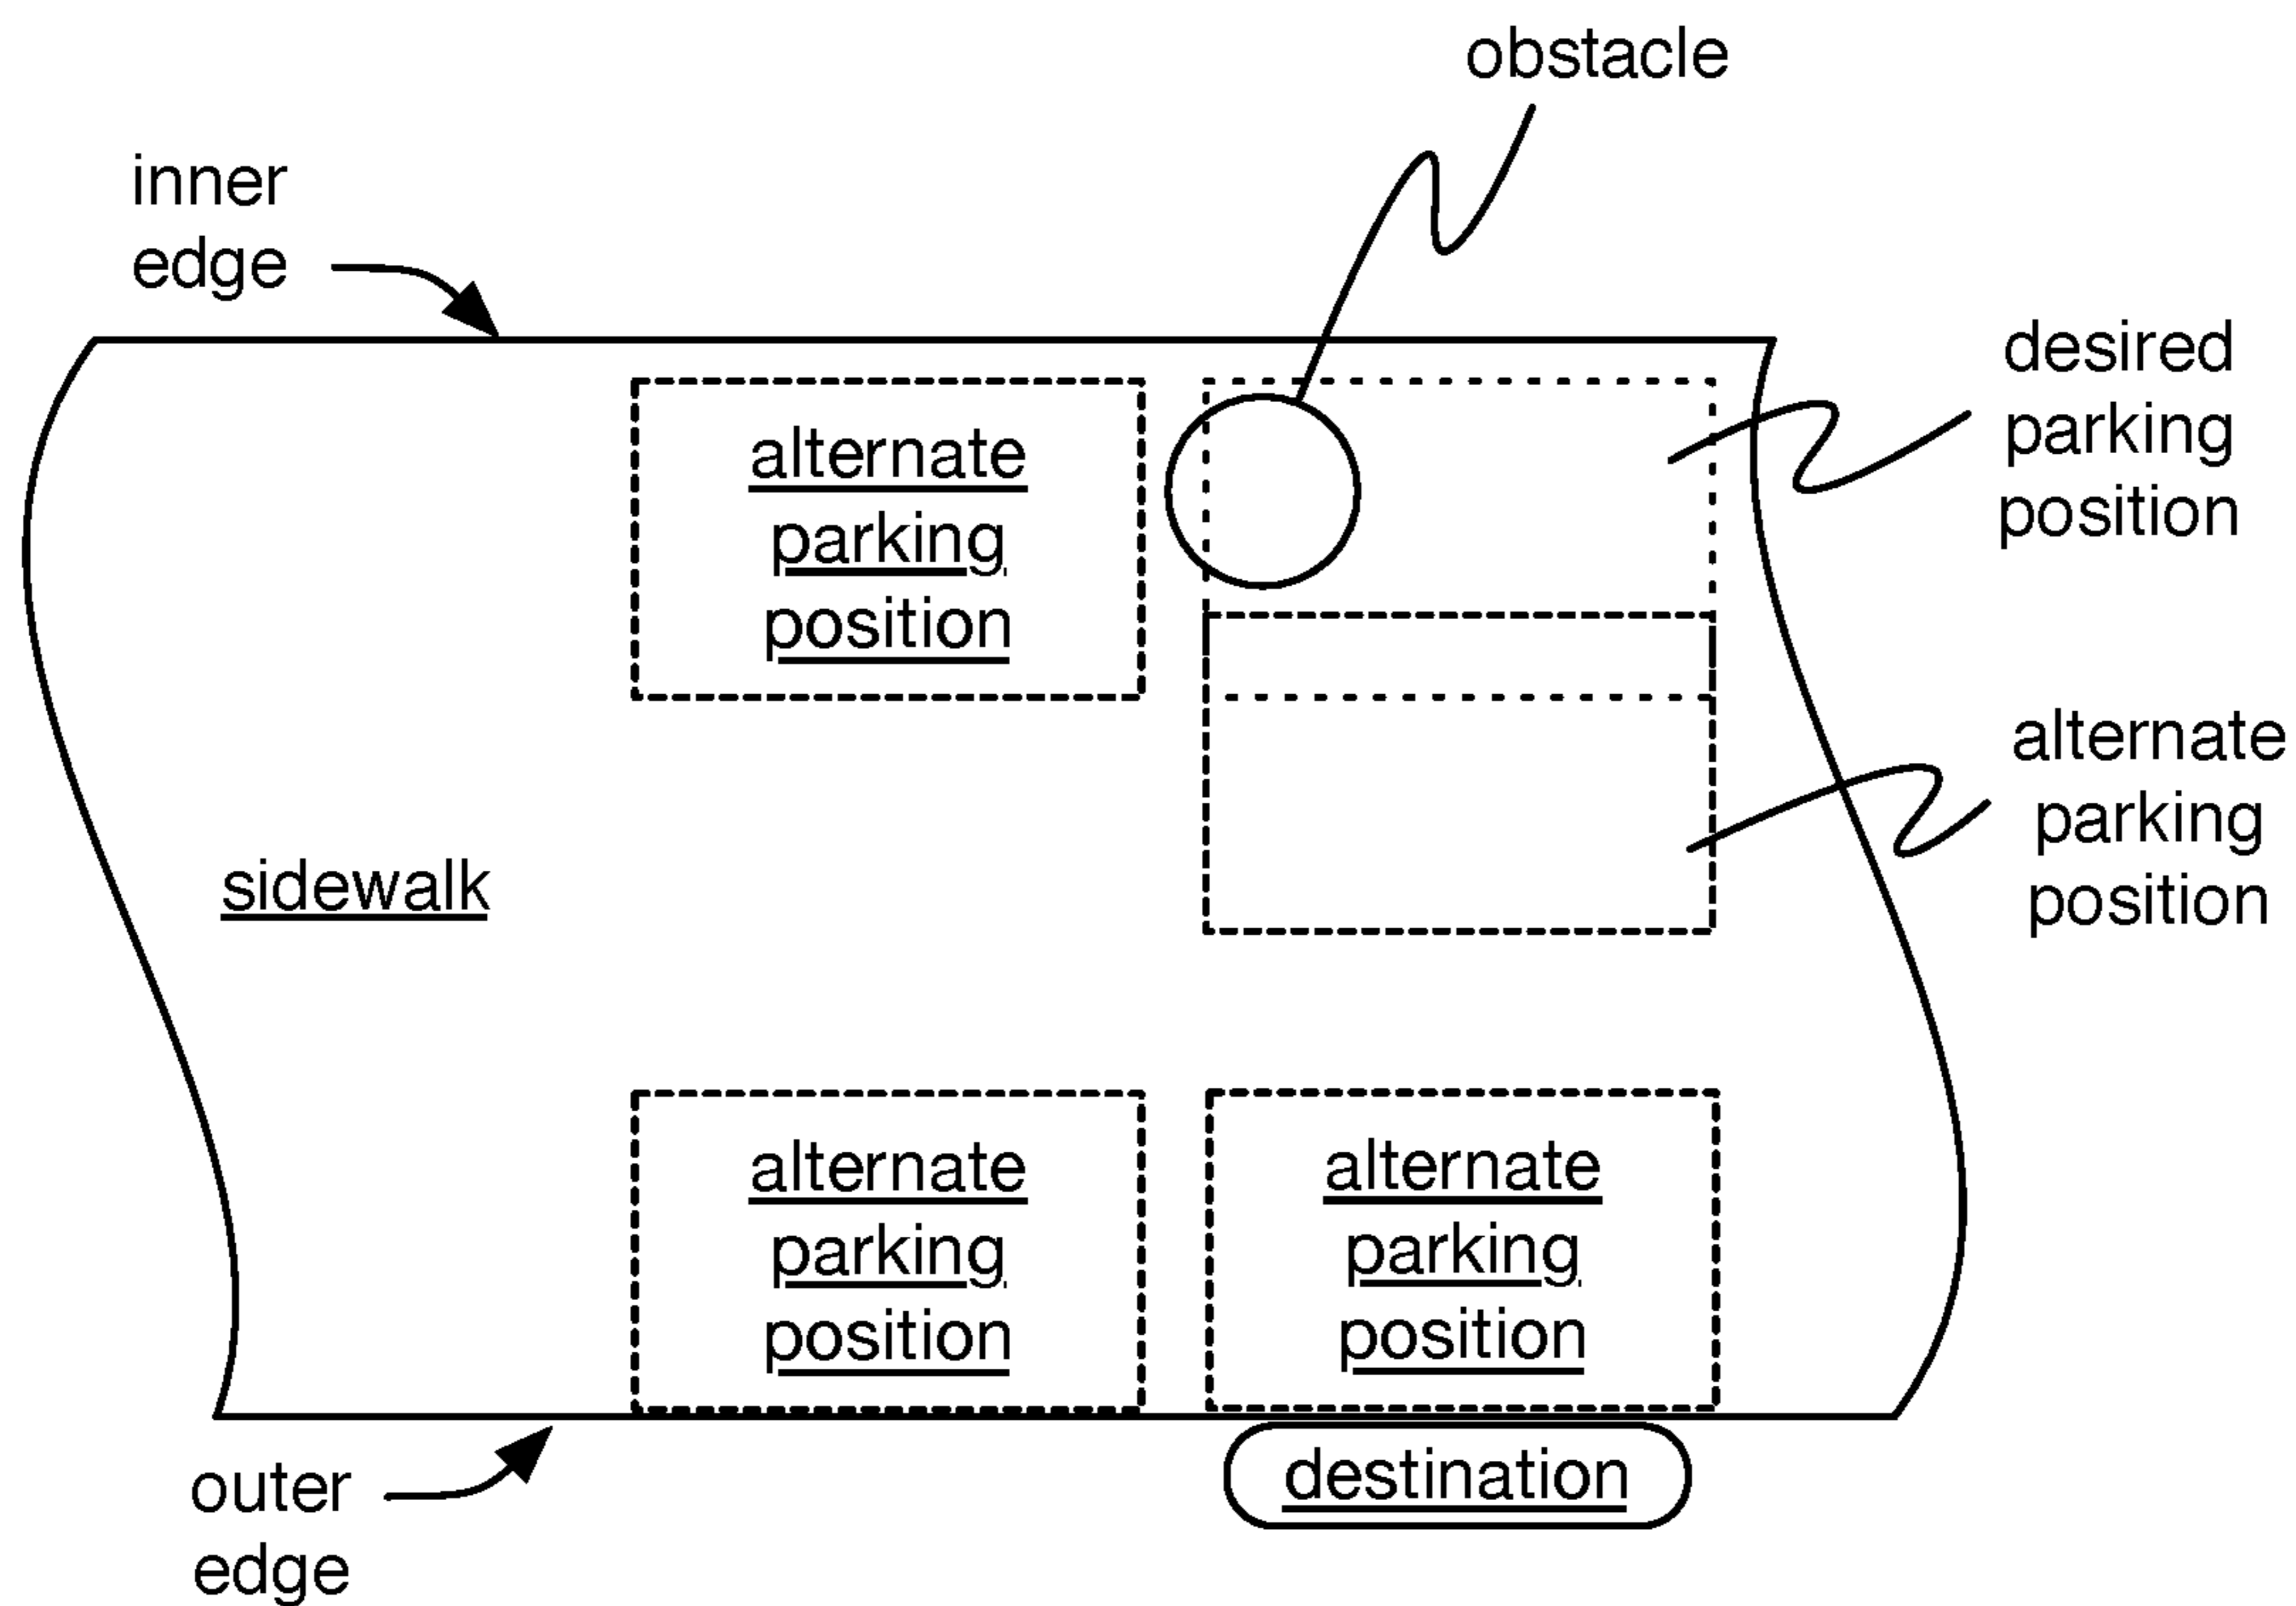 obstacle
inner
edge
desired
parking
position
alternate
parking
position
alternate
parking
position
sidewalk
alternate
parking
position
alternate
parking
position
destination
outer
edge